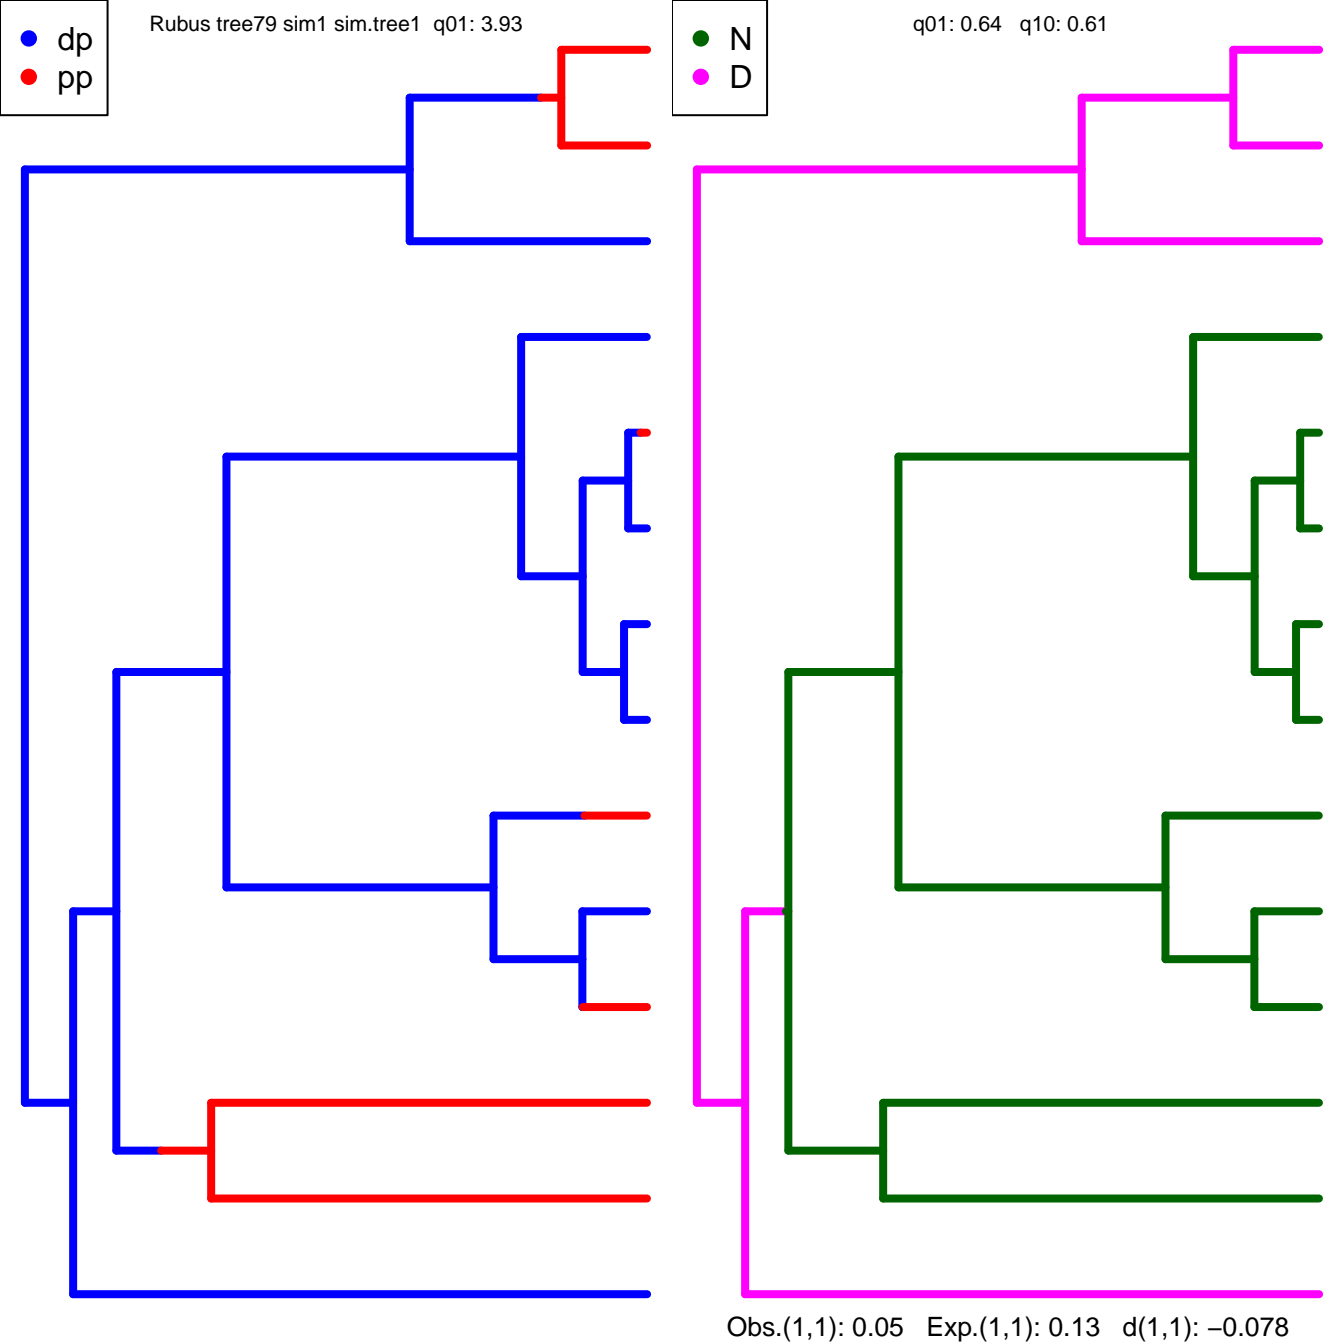 dp
pp
Rubus tree79 sim1 sim.tree1 q01: 3.93
N
D
q01: 0.64 q10: 0.61
Obs.(1,1): 0.05 Exp.(1,1): 0.13 d(1,1): −0.078